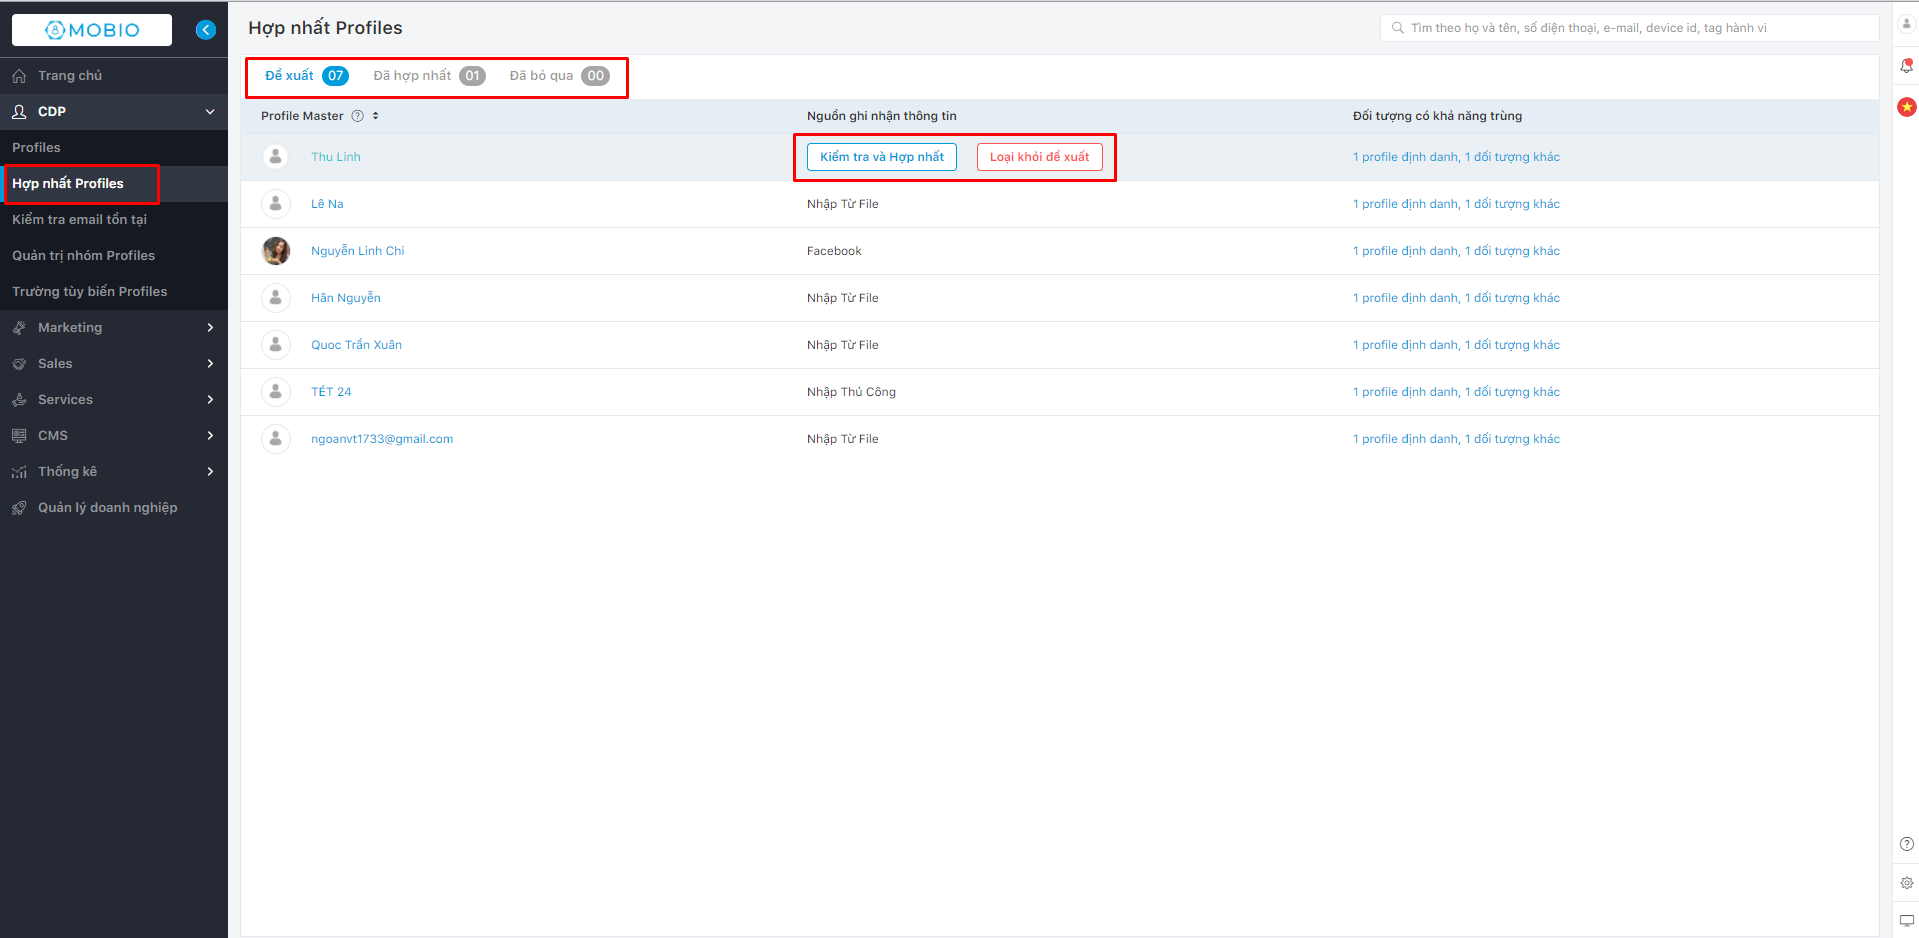 MOBIO
Trang chủ
CDP
Profiles
Hợp nhất Profiles
Kiểm tra email tồn tại
Quản trị nhóm Profiles
Trường tùy biến Profiles
Marketing
Sales
Services
CMS
Thống kê
Quản lý doanh nghiệp
Hợp nhất Profiles
Tìm theo họ và tên, số điện thoại, e-mail, device id, tag hành vi
Đề xuất 07 Đã hợp nhất 01 Đã bỏ qua 00
Profile Master ? Nguồn ghi nhận thông tin Đối tượng có khả năng trùng
Thu Linh Kiểm tra và Hợp nhất Loại khỏi đề xuất 1 profile định danh, 1 đối tượng khác
Lê Na Nhập Từ File 1 profile định danh, 1 đối tượng khác
Nguyễn Linh Chi Facebook 1 profile định danh, 1 đối tượng khác
Hân Nguyễn Nhập Từ File 1 profile định danh, 1 đối tượng khác
Quoc Trần Xuân Nhập Từ File 1 profile định danh, 1 đối tượng khác
TÉT 24 Nhập Thủ Công 1 profile định danh, 1 đối tượng khác
ngoanvt1733@gmail.com Nhập Từ File 1 profile định danh, 1 đối tượng khác
?